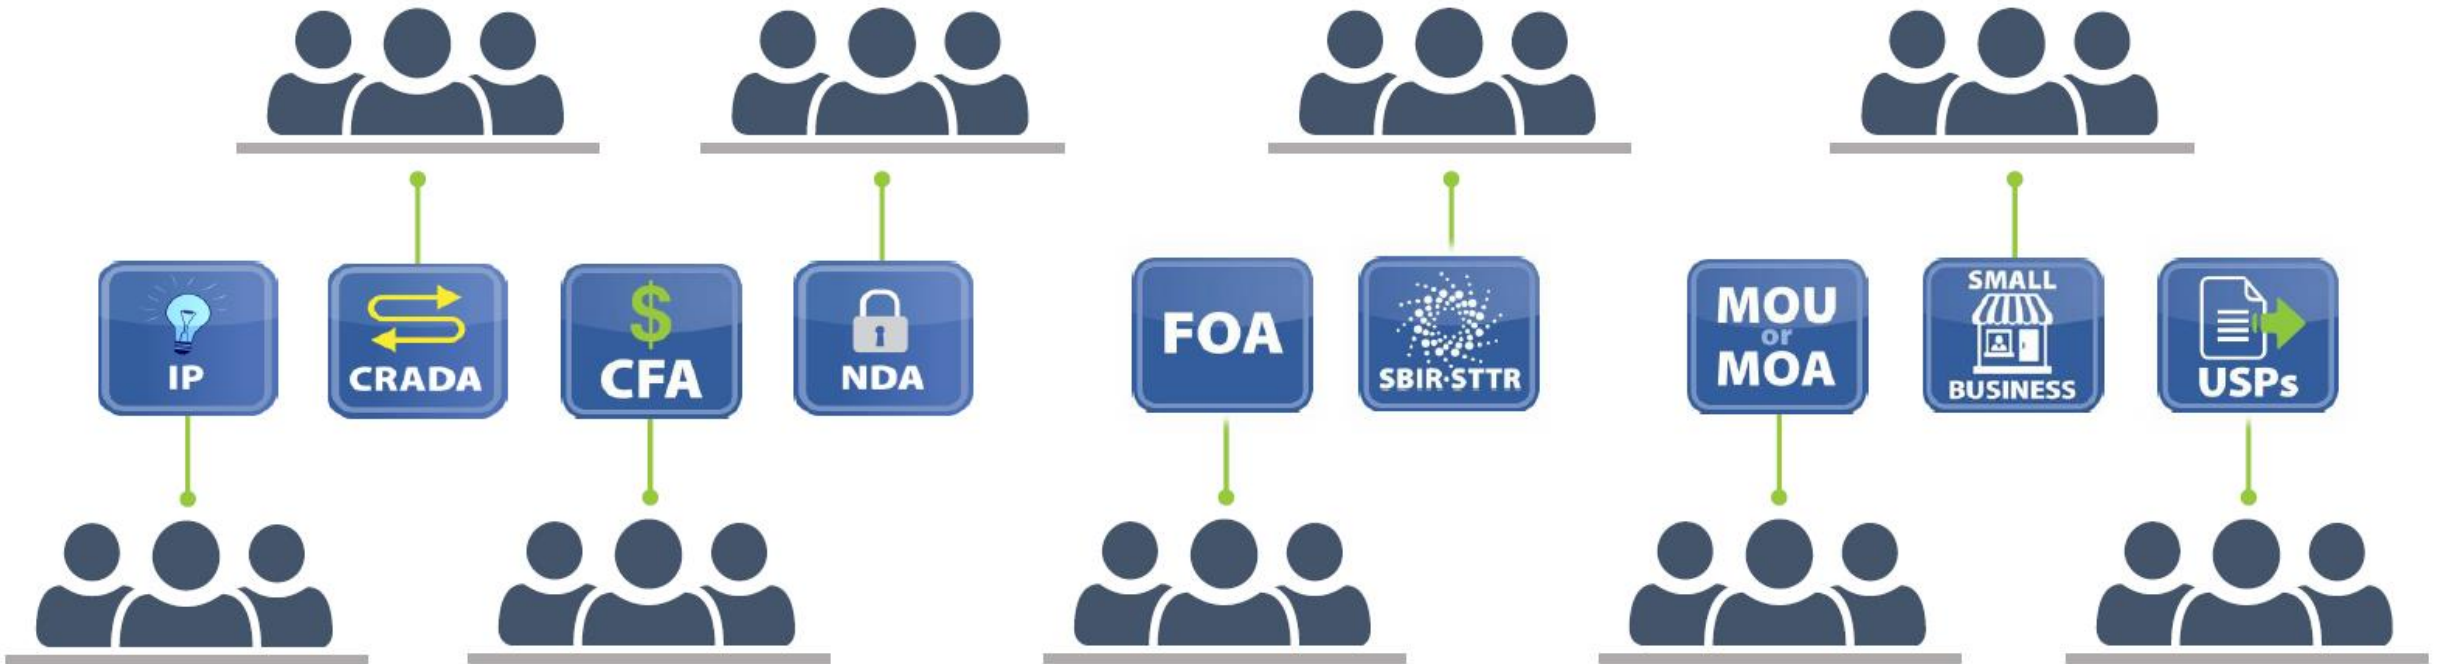 IP
CRADA
CFA
NDA
FOA
SBIR·STTR
MOU
or
MOA
SMALL
BUSINESS
USPs